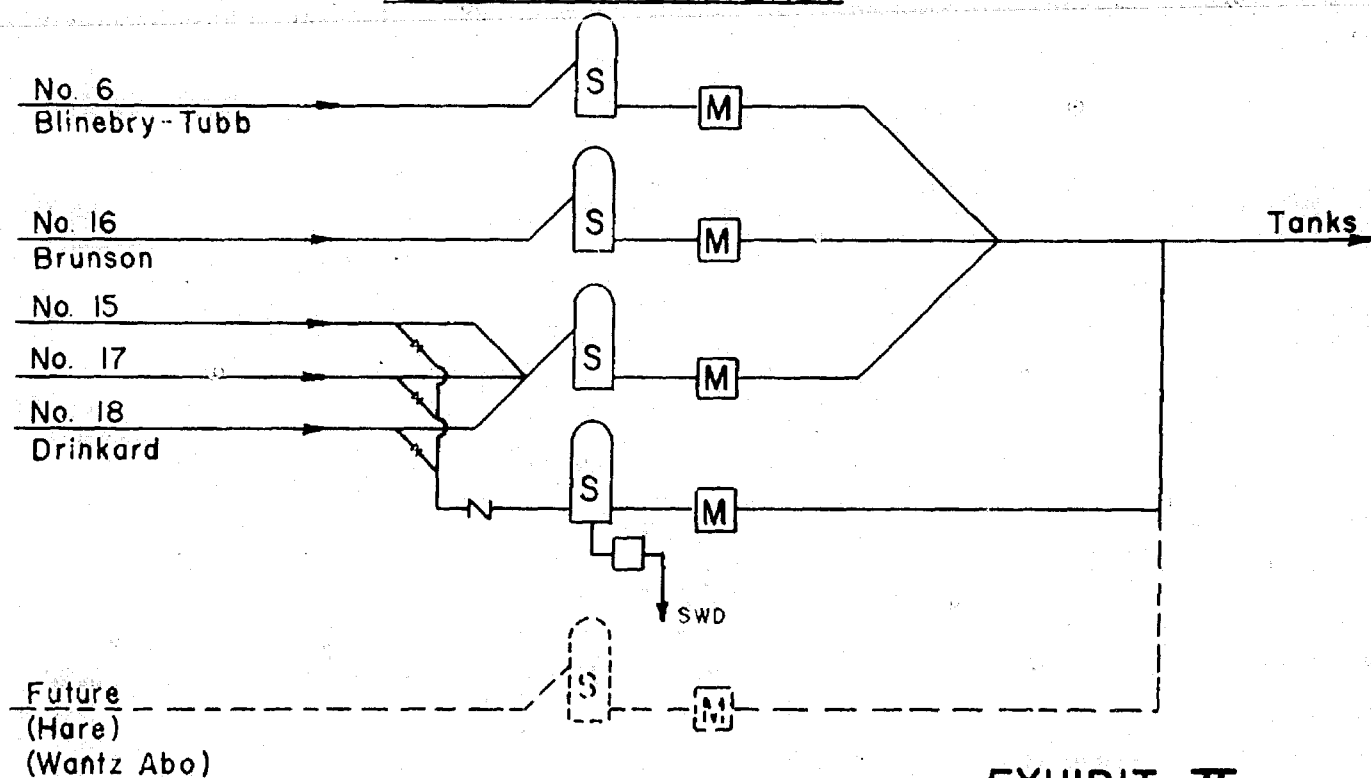 No. 6
Blinebry-Tubb
S
M
No. 16
Brunson
S
M
Tanks
No. 15
No. 17
No. 18
Drinkard
S
M
S
M
SWD
Future
(Hare)
(Wantz Abo)
S
M
EXHIBIT